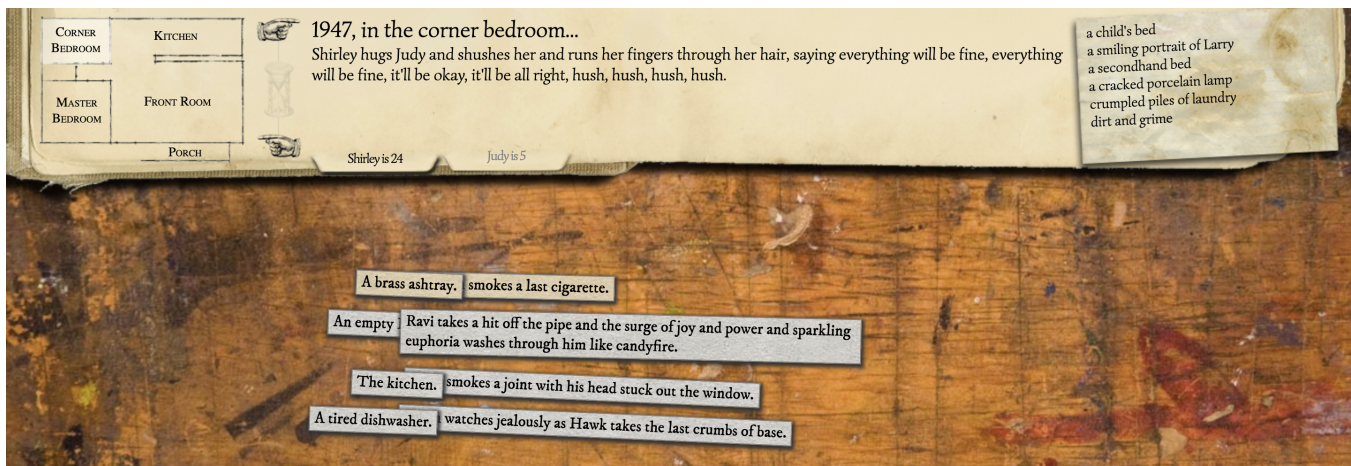 Corner
Bedroom
Kitchen
Master
Bedroom
Front Room
Porch
1947, in the corner bedroom...
Shirley hugs Judy and shushes her and runs her fingers through her hair, saying everything will be fine, everything
will be fine, it'll be okay, it'll be all right, hush, hush, hush, hush.
Shirley is 24
Judy is 5
a child's bed
a smiling portrait of Larry
a secondhand bed
a cracked porcelain lamp
crumpled piles of laundry
dirt and grime
A brass ashtray. smokes a last cigarette.
An empty
Ravi takes a hit off the pipe and the surge of joy and power and sparkling
euphoria washes through him like candyfire.
The kitchen. smokes a joint with his head stuck out the window.
A tired dishwasher. watches jealously as Hawk takes the last crumbs of base.